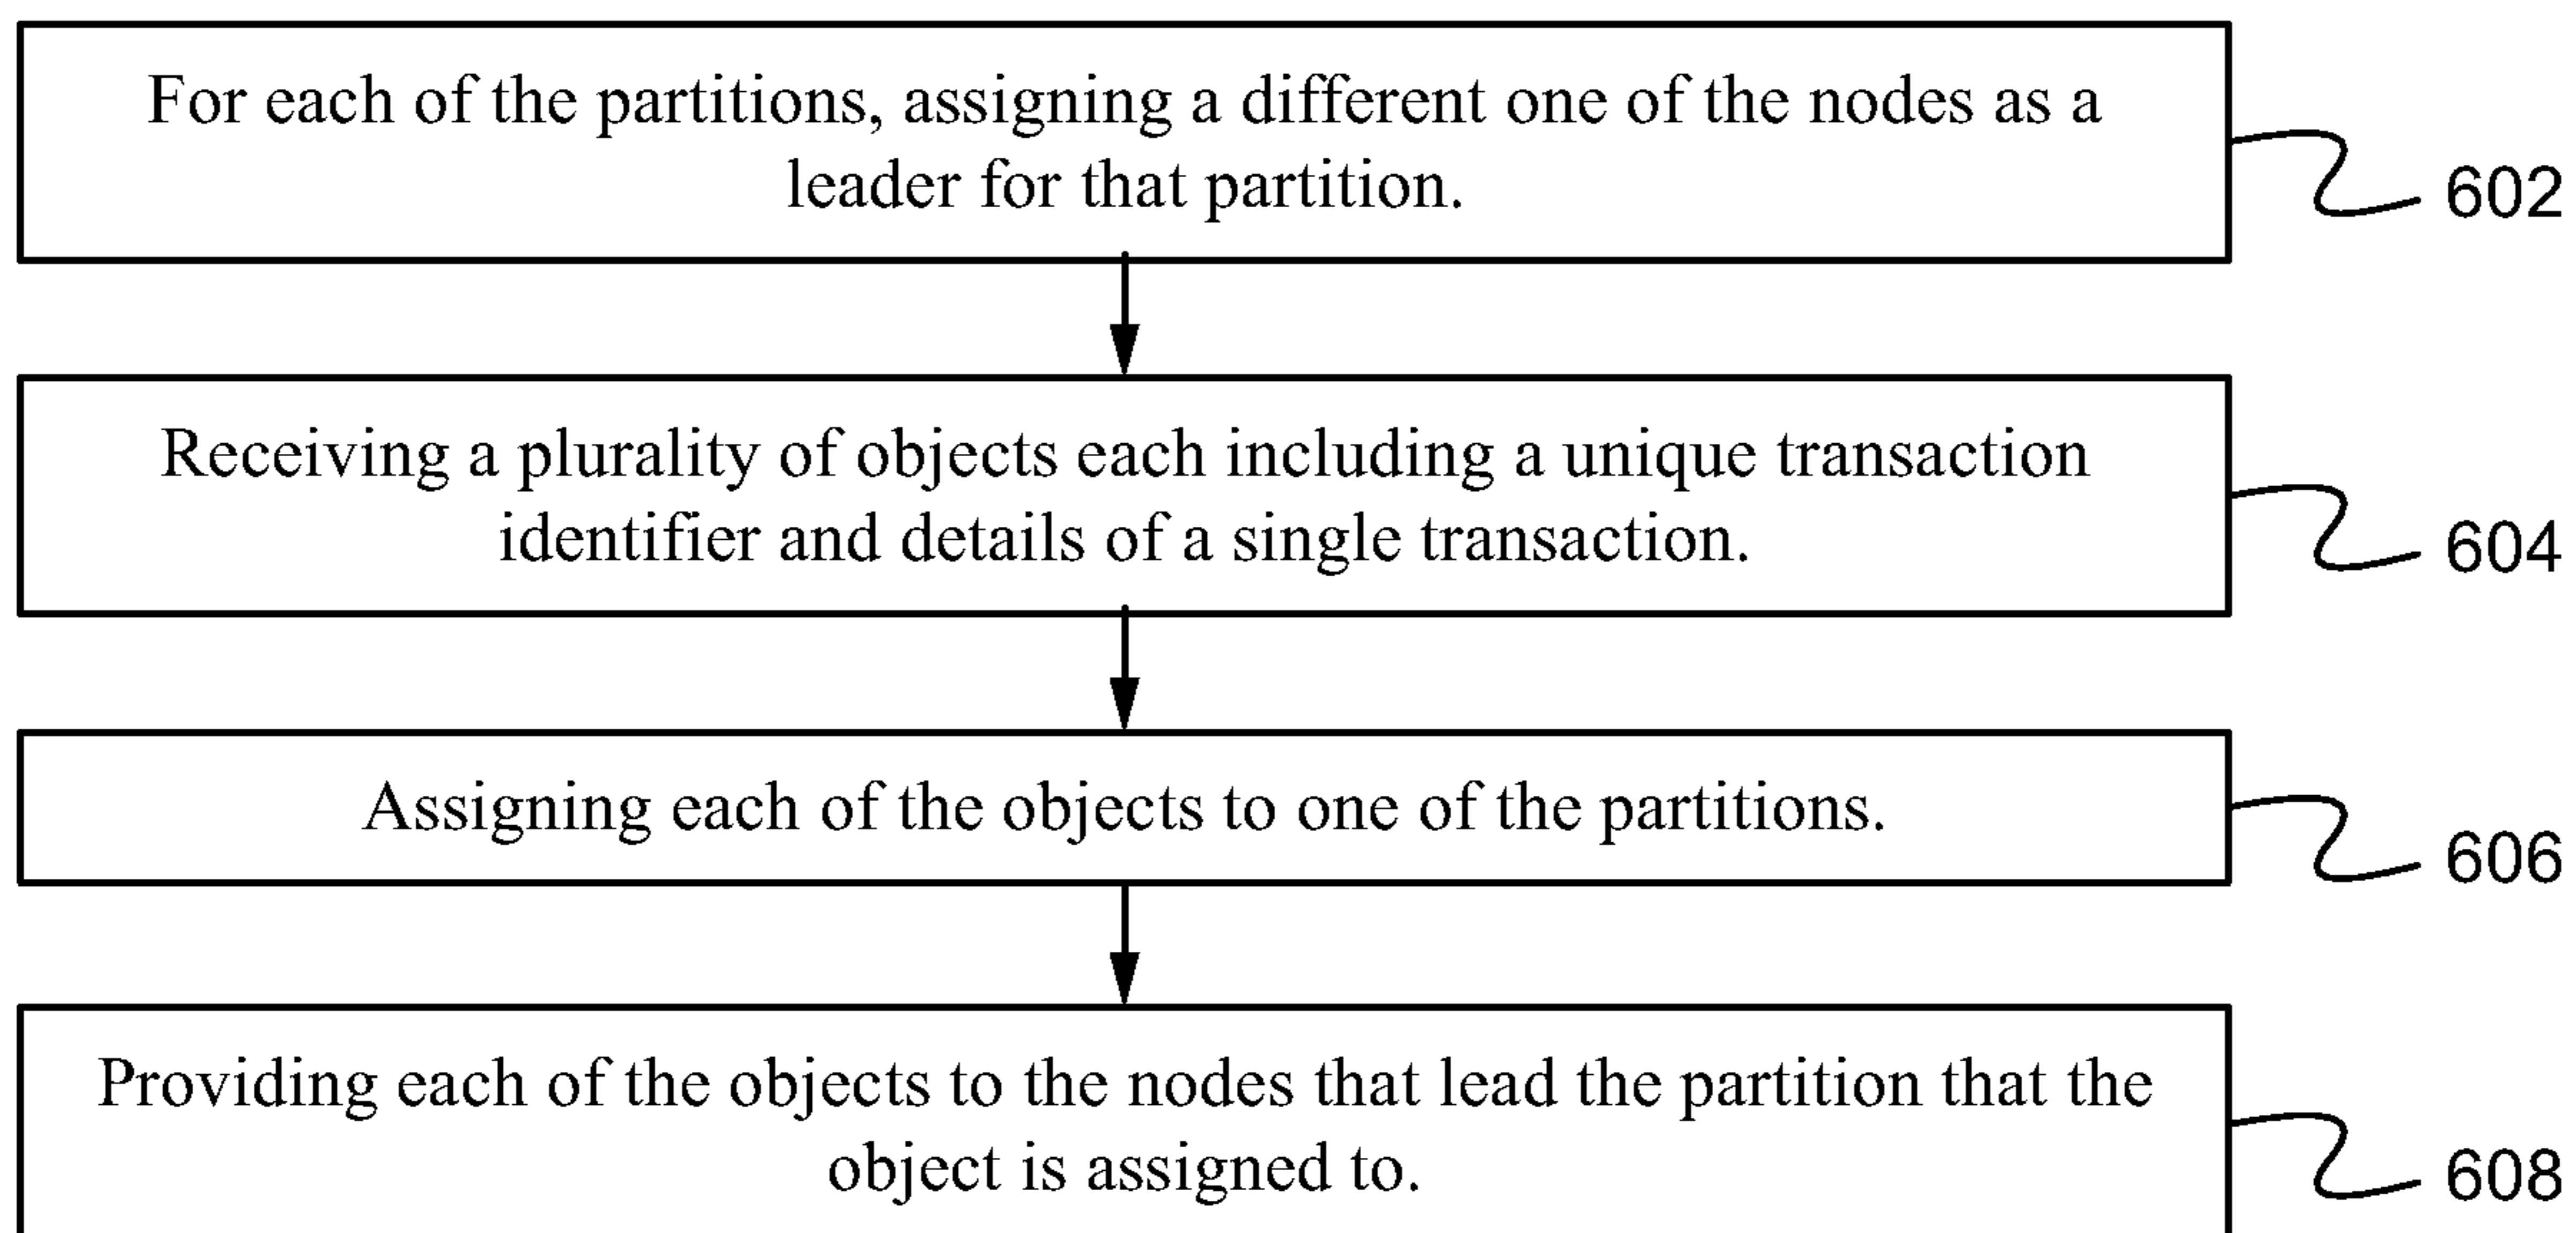 For each of the partitions, assigning a different one of the nodes as a
leader for that partition.
602
Receiving a plurality of objects each including a unique transaction
identifier and details of a single transaction.
604
Assigning each of the objects to one of the partitions.
606
Providing each of the objects to the nodes that lead the partition that the
object is assigned to.
608